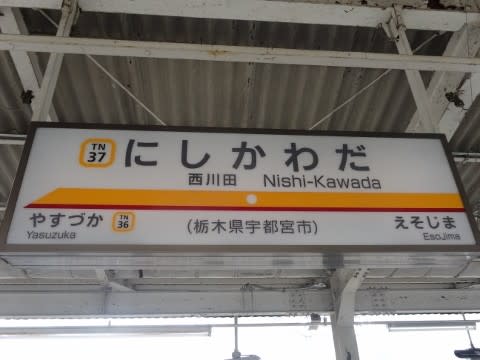 TN
37
にしかわだ
西川田 Nishi-Kawada
やすづか
Yasuzuka
TN
36
(栃木県宇都宮市)
えそじま
Esojima